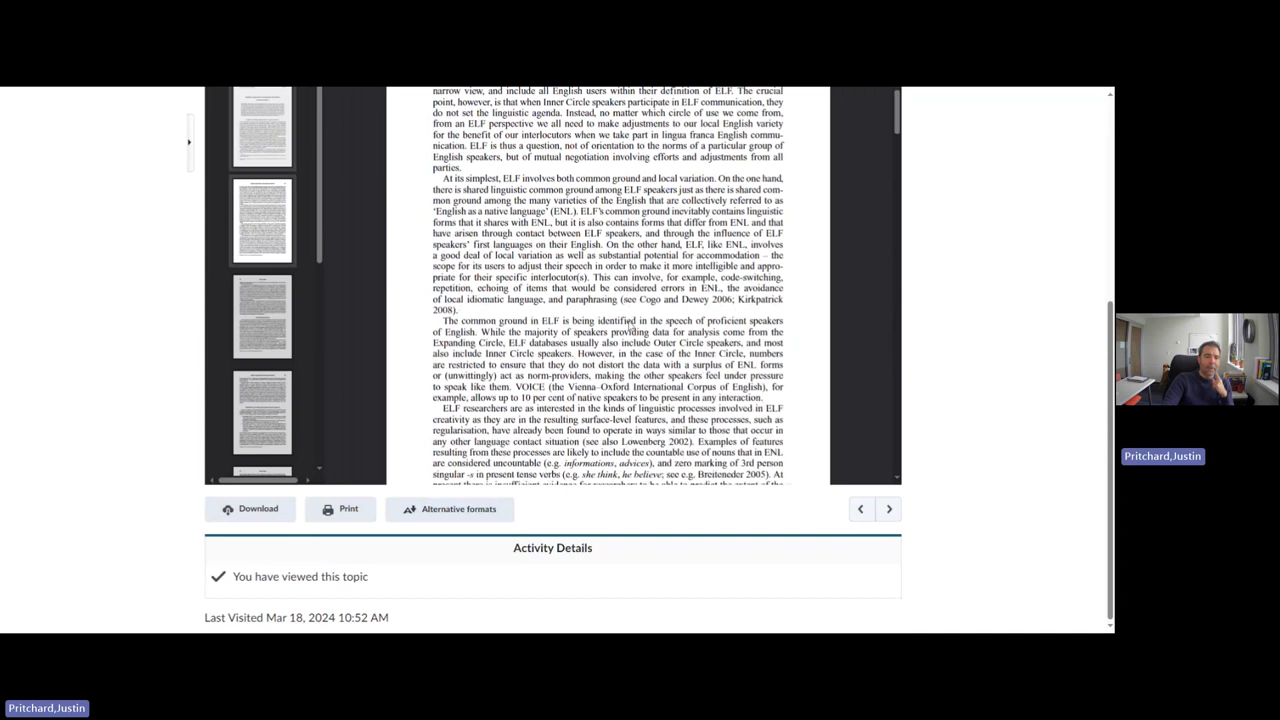 narrow view, and include all English users within their definition of ELF. The crucial
point, however, is that when Inner Circle speakers participate in ELF communication, they
do not set the linguistic agenda. Instead, no matter which circle of use we come from,
from an ELF perspective we all need to make adjustments to our local English variety
for the benefit of our interlocutors when we take part in lingua franca English commu-
nication. ELF is thus a question, not of orientation to the norms of a particular group of
English speakers, but of mutual negotiation involving efforts and adjustments from all
parties.
At its simplest, ELF involves both common ground and local variation. On the one hand,
there is shared linguistic common ground among ELF speakers just as there is shared com-
mon ground among the many varieties of the English that are collectively referred to as
'English as a native language' (ENL). ELF's common ground inevitably contains linguistic
forms that it shares with ENL, but it is also contains forms that differ from ENL and that
have arisen through contact between ELF speakers, and through the influence of ELF
speakers' first languages on their English. On the other hand, ELF, like ENL, involves
a good deal of local variation as well as substantial potential for accommodation – the
scope for its users to adjust their speech in order to make it more intelligible and appro-
priate for their specific interlocutor(s). This can involve, for example, code-switching,
repetition, echoing of items that would be considered errors in ENL, the avoidance
of local idiomatic language, and paraphrasing (see Cogo and Dewey 2006; Kirkpatrick
2008).
The common ground in ELF is being identified in the speech of proficient speakers
of English. While the majority of speakers providing data for analysis come from the
Expanding Circle, ELF databases usually also include Outer Circle speakers, and most
also include Inner Circle speakers. However, in the case of the Inner Circle, numbers
are restricted to ensure that they do not distort the data with a surplus of ENL forms
or (unwittingly) act as norm-providers, making the other speakers feel under pressure
to speak like them. VOICE (the Vienna–Oxford International Corpus of English), for
example, allows up to 10 per cent of native speakers to be present in any interaction.
ELF researchers are as interested in the kinds of linguistic processes involved in ELF
creativity as they are in the resulting surface-level features, and these processes, such as
regularisation, have already been found to operate in ways similar to those that occur in
any other language contact situation (see also Lowenberg 2002). Examples of features
resulting from these processes are likely to include the countable use of nouns that in ENL
are considered uncountable (e.g. informations, advices), and zero marking of 3rd person
singular -s in present tense verbs (e.g. she think, he believe; see e.g. Breiteneder 2005). At
present there is insufficient evidence for researchers to be able to predict the extent of the
Download
Print
Alternative formats
Activity Details
You have viewed this topic
Last Visited Mar 18, 2024 10:52 AM
Pritchard,Justin
Pritchard,Justin